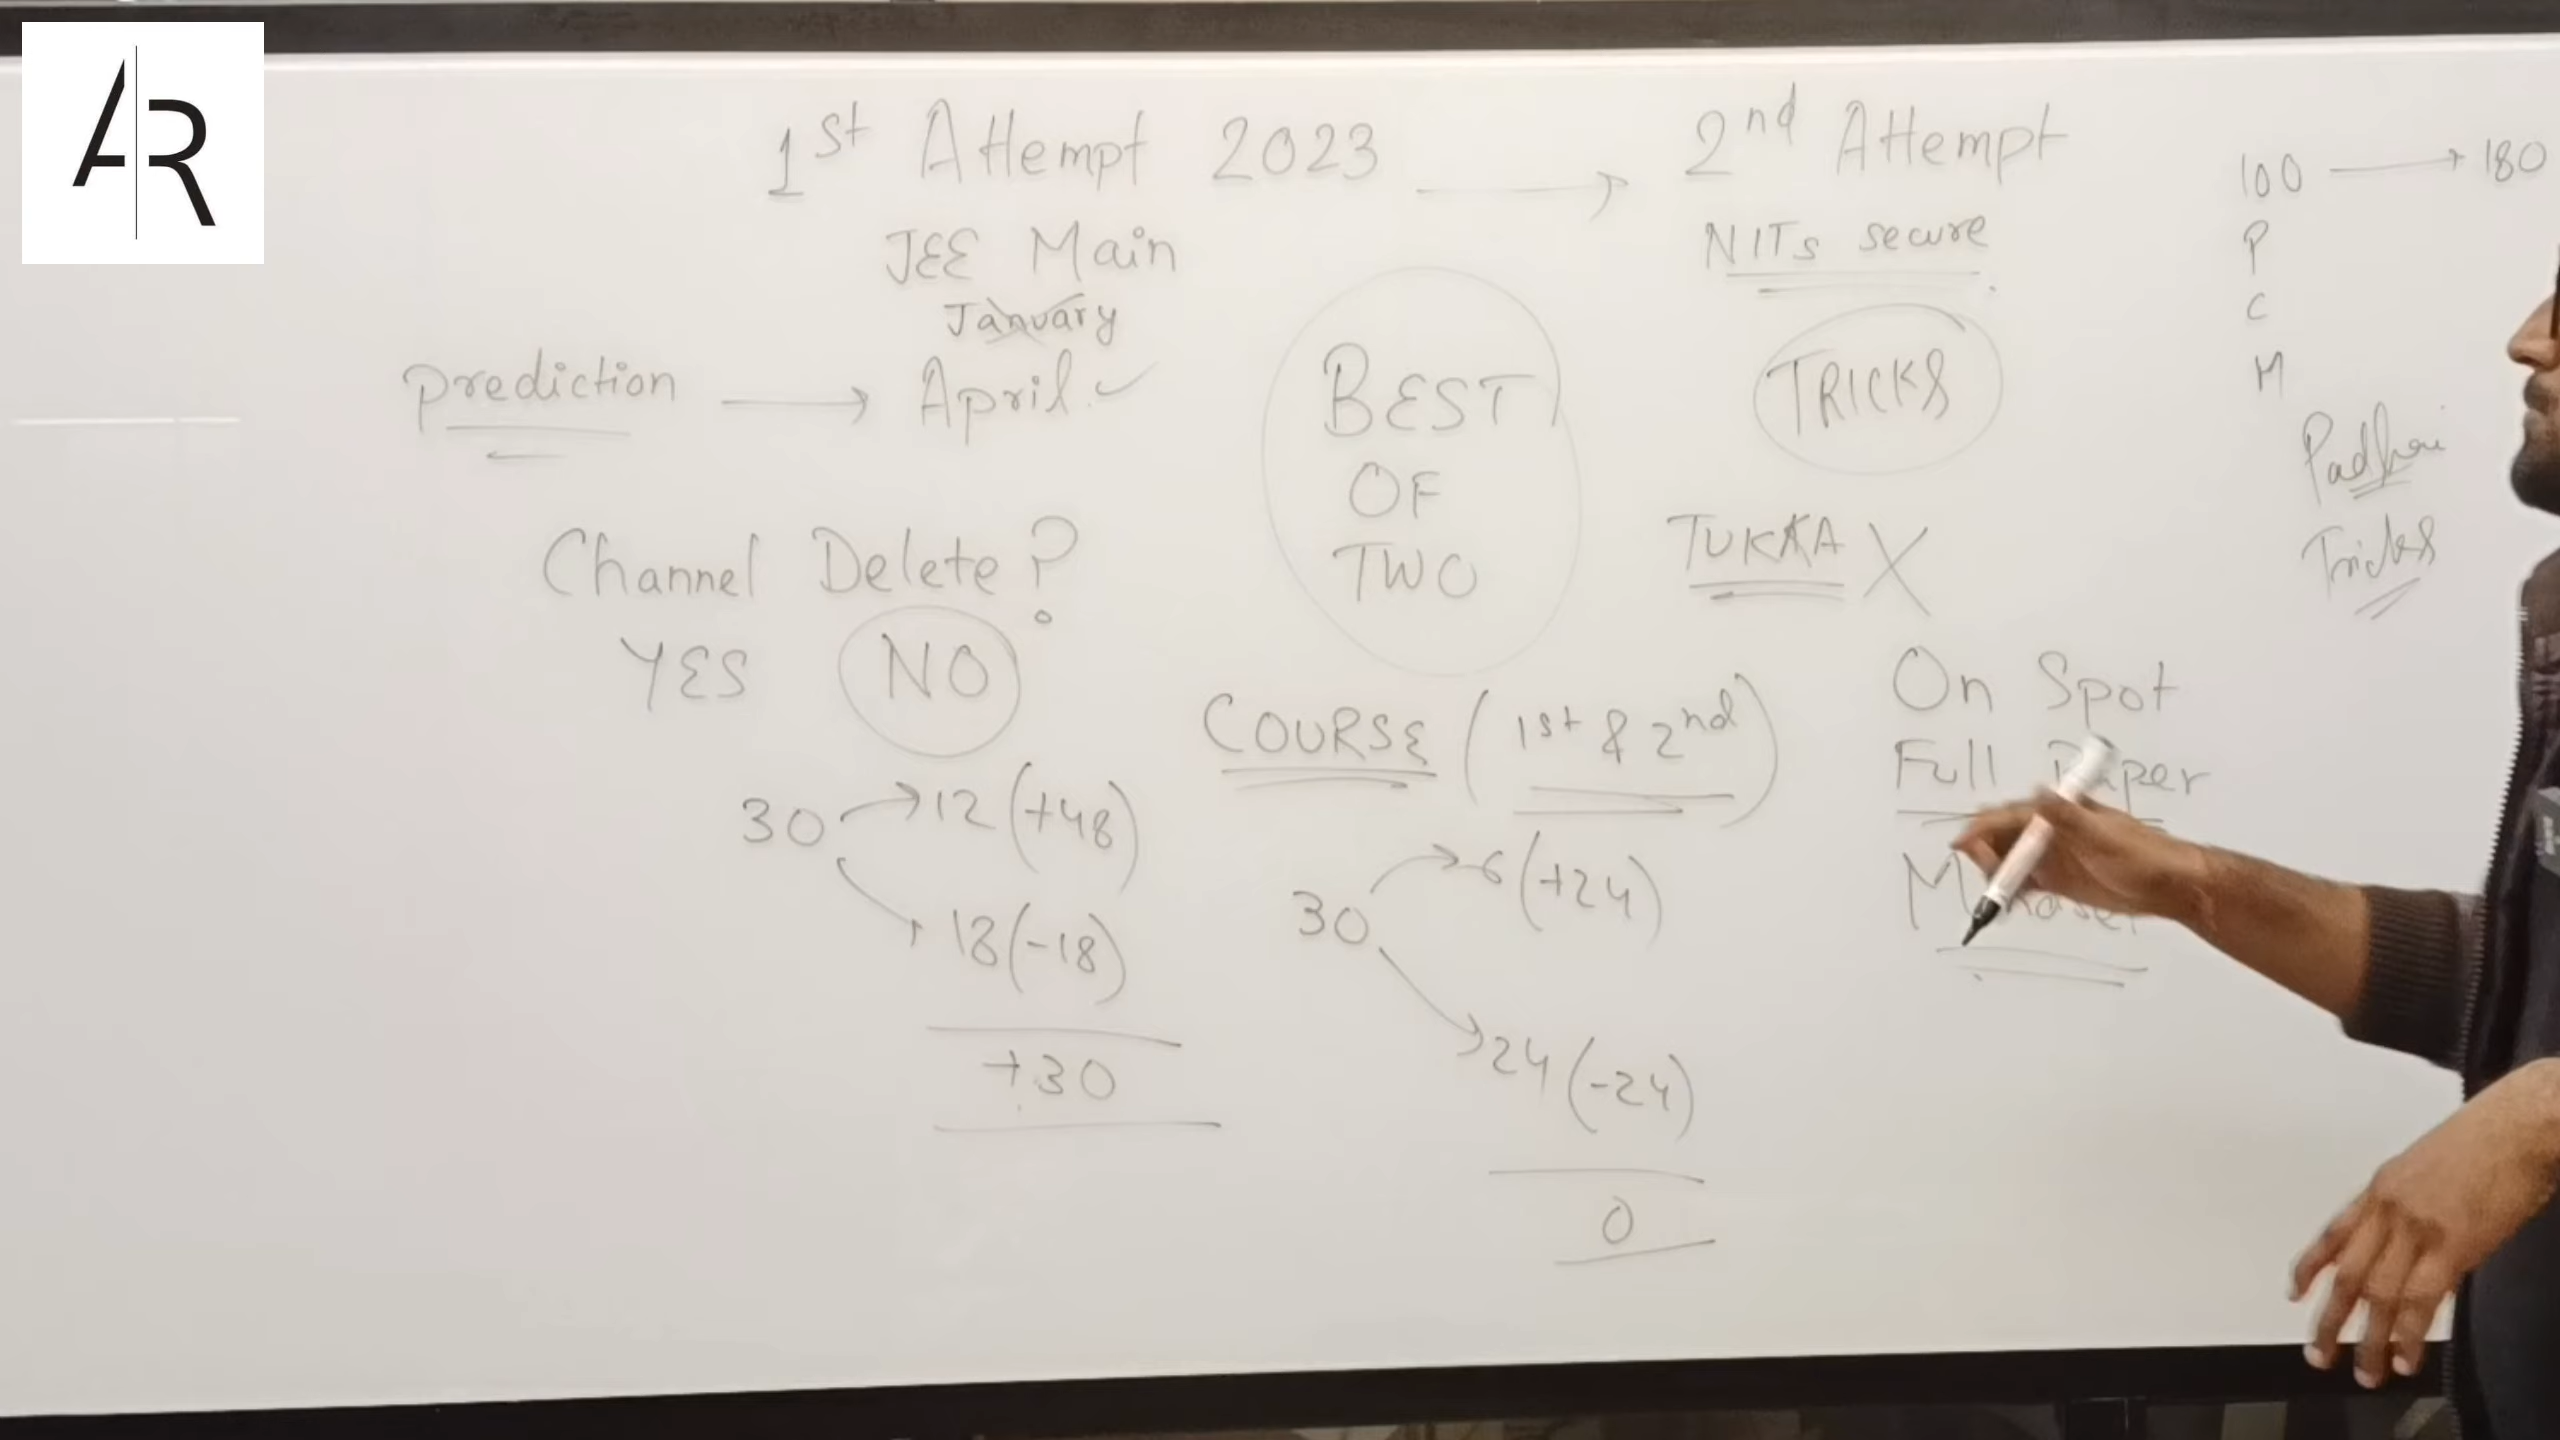 AR
1st Attempt 2023 → 2nd Attempt
JEE Main
January
prediction → April ✓
NITs secure
TRICKS
BEST
OF
TWO
TUKKA X
100 → 180
P
C
M
Padhai
Tricks
Channel Delete?
YES NO
COURSE (1st & 2nd)
On Spot
Full Paper
30 → 12 (+48)
→ 18 (-18)
+30
30 → 6 (+24)
→ 24 (-24)
0